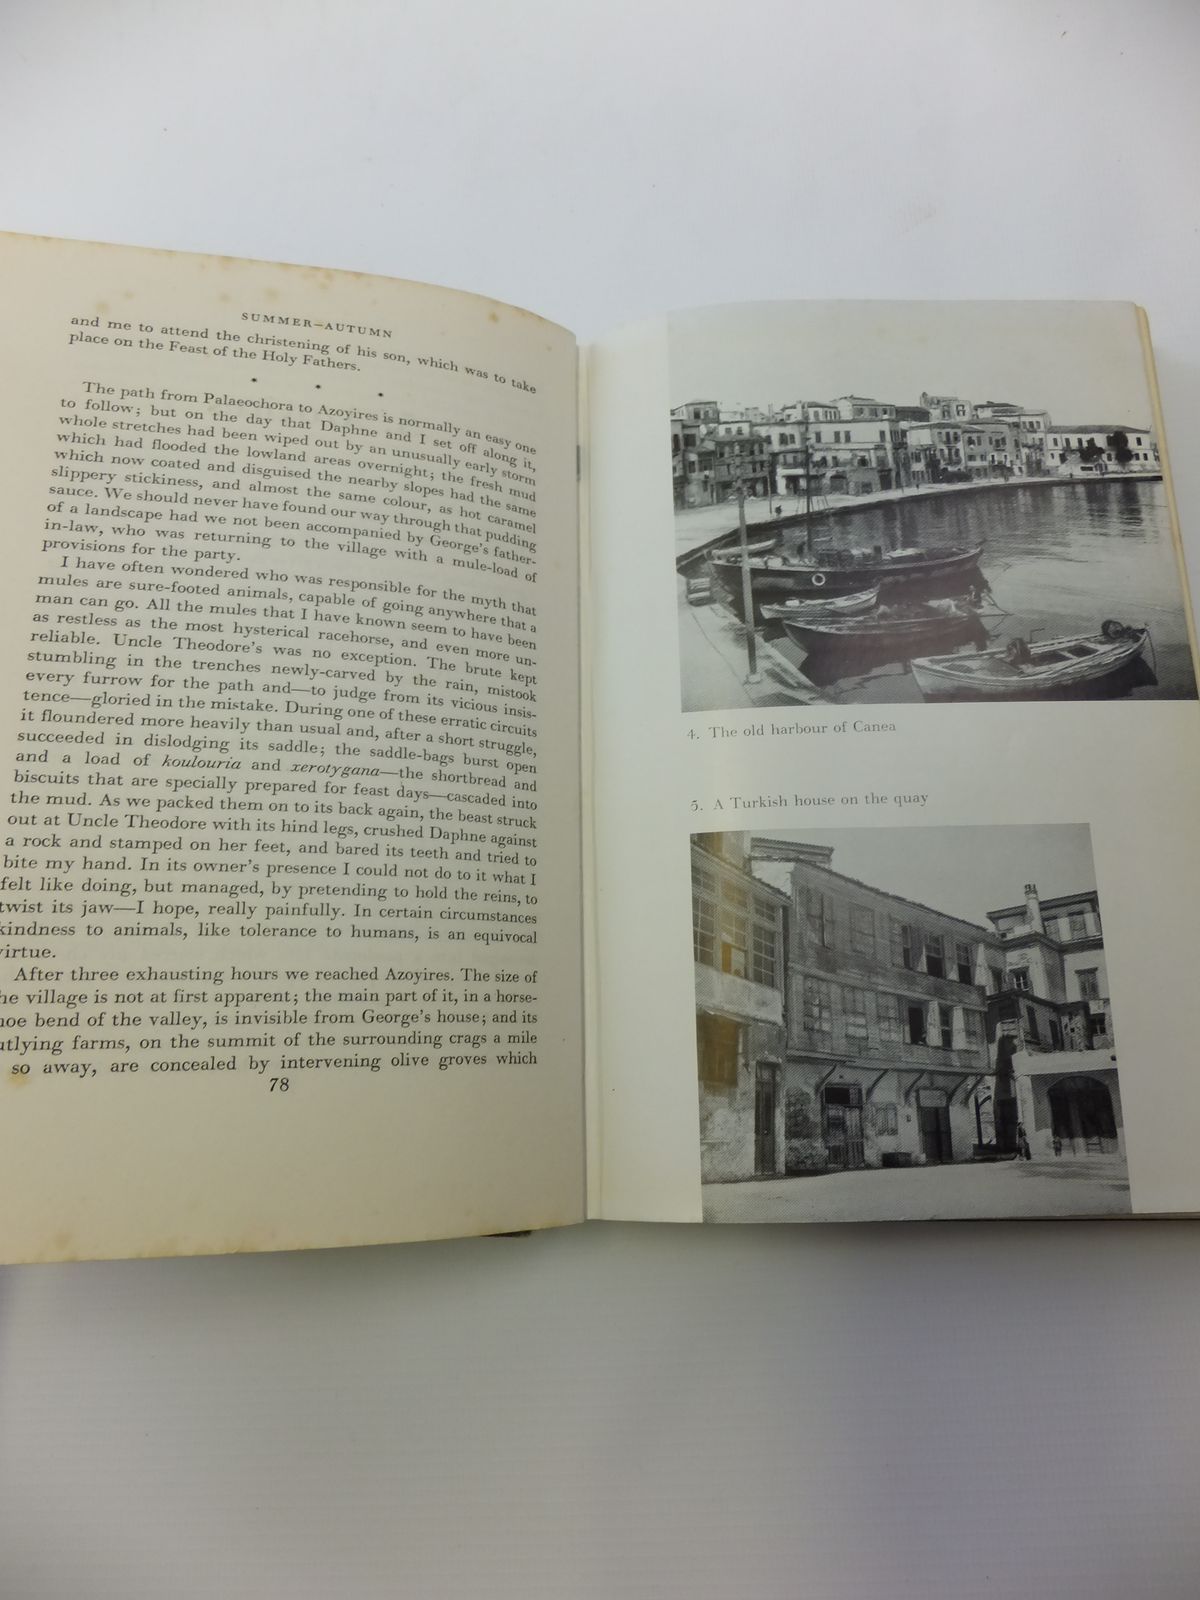 SUMMER–AUTUMN
and me to attend the christening of his son, which was to take
place on the Feast of the Holy Fathers.
* * *
The path from Palaeochora to Azoyires is normally an easy one
to follow; but on the day that Daphne and I set off along it,
whole stretches had been wiped out by an unusually early storm
which had flooded the lowland areas overnight; the fresh mud
which now coated and disguised the nearby slopes had the same
slippery stickiness, and almost the same colour, as hot caramel
sauce. We should never have found our way through that pudding
of a landscape had we not been accompanied by George's father-
in-law, who was returning to the village with a mule-load of
provisions for the party.
I have often wondered who was responsible for the myth that
mules are sure-footed animals, capable of going anywhere that a
man can go. All the mules that I have known seem to have been
as restless as the most hysterical racehorse, and even more un-
reliable. Uncle Theodore's was no exception. The brute kept
stumbling in the trenches newly-carved by the rain, mistook
every furrow for the path and—to judge from its vicious insis-
tence—gloried in the mistake. During one of these erratic circuits
it floundered more heavily than usual and, after a short struggle,
succeeded in dislodging its saddle; the saddle-bags burst open
and a load of koulouria and xerotygana—the shortbread and
biscuits that are specially prepared for feast days—cascaded into
the mud. As we packed them on to its back again, the beast struck
out at Uncle Theodore with its hind legs, crushed Daphne against
a rock and stamped on her feet, and bared its teeth and tried to
bite my hand. In its owner's presence I could not do to it what I
felt like doing, but managed, by pretending to hold the reins, to
twist its jaw—I hope, really painfully. In certain circumstances
kindness to animals, like tolerance to humans, is an equivocal
virtue.
After three exhausting hours we reached Azoyires. The size of
he village is not at first apparent; the main part of it, in a horse-
hoe bend of the valley, is invisible from George's house; and its
utlying farms, on the summit of the surrounding crags a mile
so away, are concealed by intervening olive groves which
78
4. The old harbour of Canea
5. A Turkish house on the quay